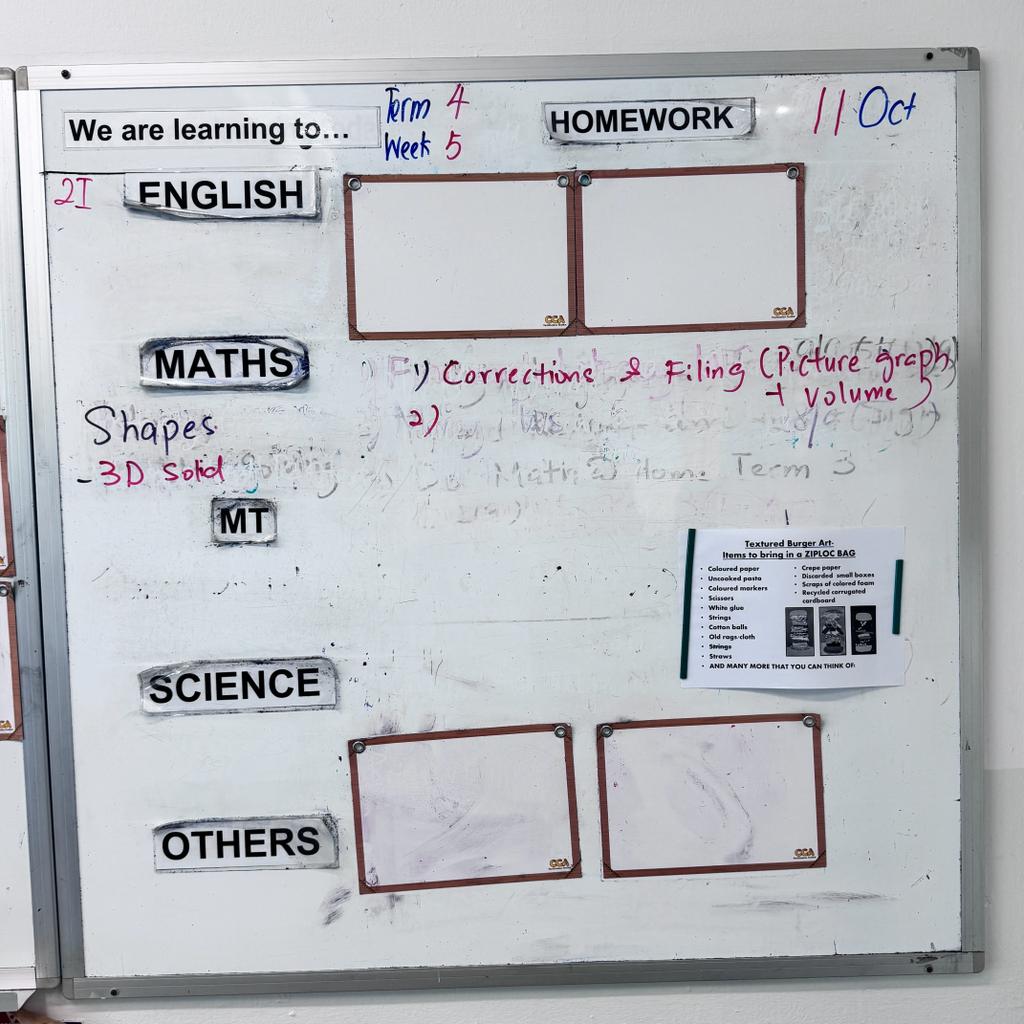 We are learning to...
Term 4
Week 5
HOMEWORK
11 Oct
2I
ENGLISH
CCA
CCA
MATHS
1) Corrections & Filing (Picture graph
+ Volume)
2)
Shapes
- 3D Solid
Math @ Home Term 3
MT
Textured Burger Art-
Items to bring in a ZIPLOC BAG
• Coloured paper
• Uncooked pasta
• Coloured markers
• Scissors
• White glue
• Strings
• Cotton balls
• Old rags/cloth
• Strings
• Straws
• Crepe paper
• Discarded small boxes
• Scraps of colored foam
• Recycled corrugated
cardboard
• AND MANY MORE THAT YOU CAN THINK OF!
SCIENCE
OTHERS
CCA
CCA